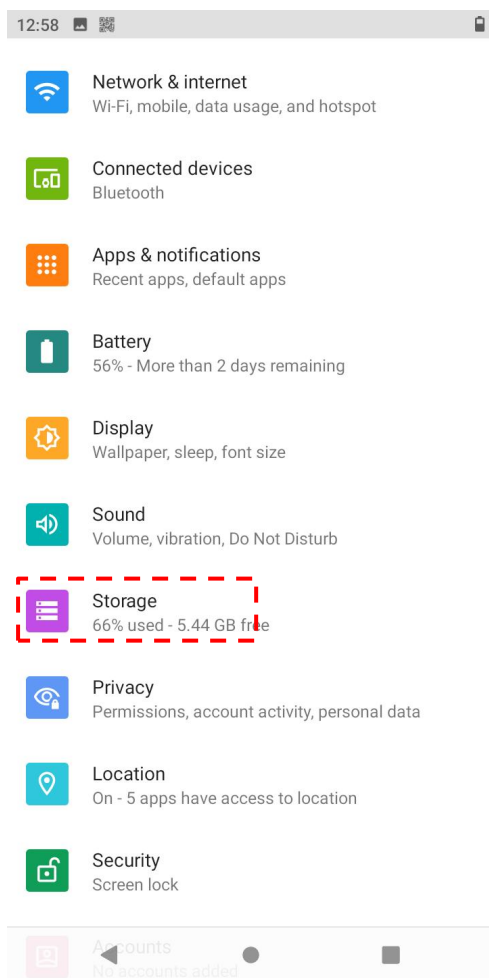 12:58
Network & internet
Wi-Fi, mobile, data usage, and hotspot
Connected devices
Bluetooth
Apps & notifications
Recent apps, default apps
Battery
56% - More than 2 days remaining
Display
Wallpaper, sleep, font size
Sound
Volume, vibration, Do Not Disturb
Storage
66% used - 5.44 GB free
Privacy
Permissions, account activity, personal data
Location
On - 5 apps have access to location
Security
Screen lock
Accounts
No accounts added